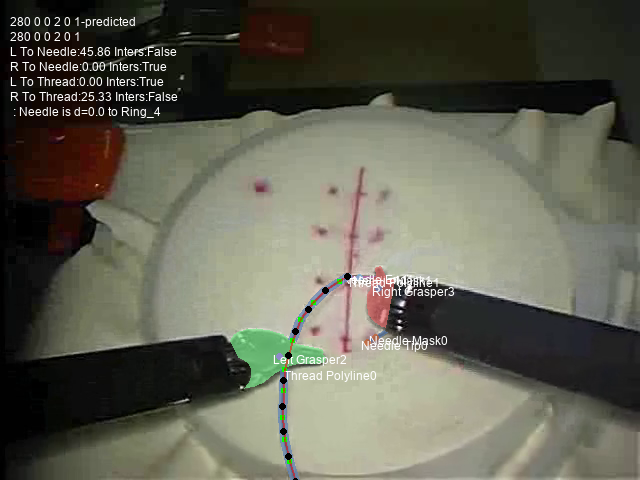 280 0 0 2 0 1-predicted
280 0 0 2 0 1
L To Needle:45.86 Inters:False
R To Needle:0.00 Inters:True
L To Thread:0.00 Inters:True
R To Thread:25.33 Inters:False
: Needle is d=0.0 to Ring_4
Thread Polyline1
Right Grasper3
Needle Mask0
Needle Tip0
Left Grasper2
Thread Polyline0